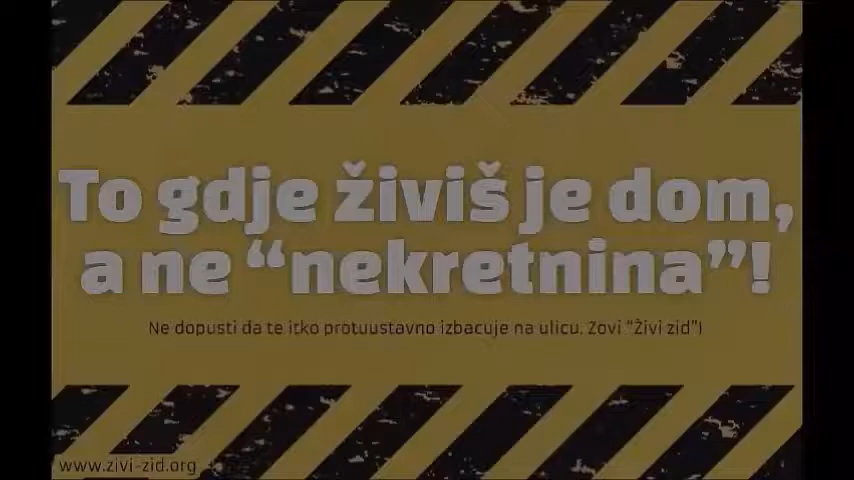 To gdje živiš je dom,
a ne “nekretnina”!
Ne dopusti da te itko protuustavno izbacuje na ulicu. Zovi "Živi zid"!
www.zivi-zid.org